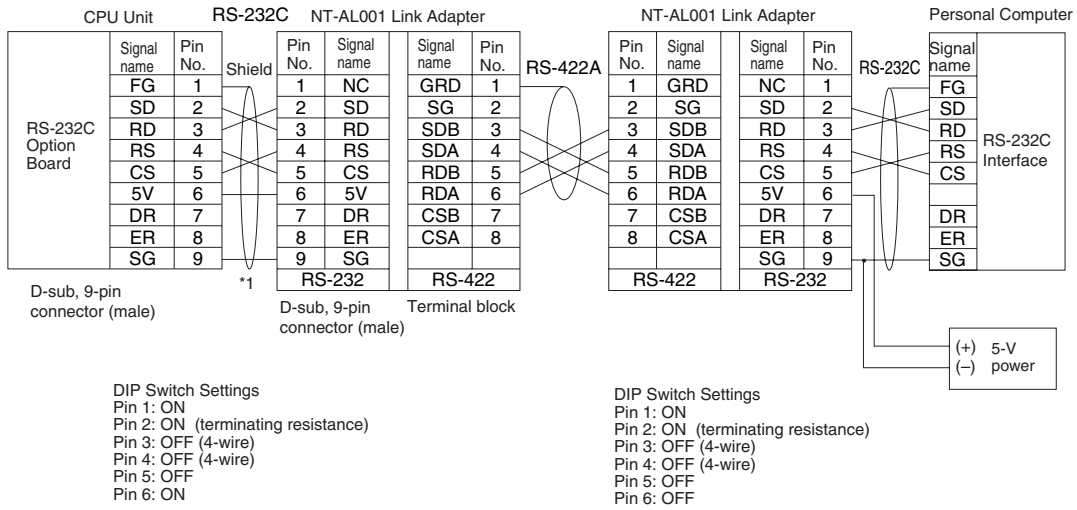 CPU Unit RS-232C NT-AL001 Link Adapter NT-AL001 Link Adapter Personal Computer
Signal name Pin No. Shield Pin No. Signal name Signal name Pin No. RS-422A Pin No. Signal name Signal name Pin No. RS-232C Signal name
FG 1 1 NC GRD 1 1 GRD NC 1 FG
SD 2 2 SD SG 2 2 SG SD 2 SD
RS-232C Option Board RD 3 3 RD SDB 3 3 SDB RD 3 RD RS-232C Interface
RS 4 4 RS SDA 4 4 SDA RS 4 RS
CS 5 5 CS RDB 5 5 RDB CS 5 CS
5V 6 6 5V RDA 6 6 RDA 5V 6
DR 7 7 DR CSB 7 7 CSB DR 7 DR
ER 8 8 ER CSA 8 8 CSA ER 8 ER
SG 9 9 SG SG 9 SG
*1 RS-232 RS-422 RS-422 RS-232
D-sub, 9-pin
connector (male)
D-sub, 9-pin
connector (male)
Terminal block
(+) 5-V
(–) power
DIP Switch Settings
Pin 1: ON
Pin 2: ON (terminating resistance)
Pin 3: OFF (4-wire)
Pin 4: OFF (4-wire)
Pin 5: OFF
Pin 6: ON
DIP Switch Settings
Pin 1: ON
Pin 2: ON (terminating resistance)
Pin 3: OFF (4-wire)
Pin 4: OFF (4-wire)
Pin 5: OFF
Pin 6: OFF